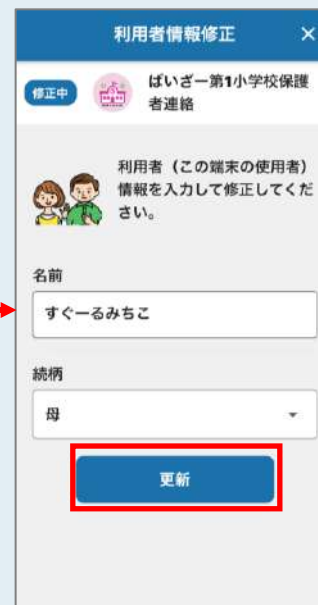 利用者情報修正 ×
修正中
ばいざー第1小学校保護
者連絡
利用者（この端末の使用者）
情報を入力して修正してくだ
さい。
名前
すぐーるみちこ
続柄
母
更新